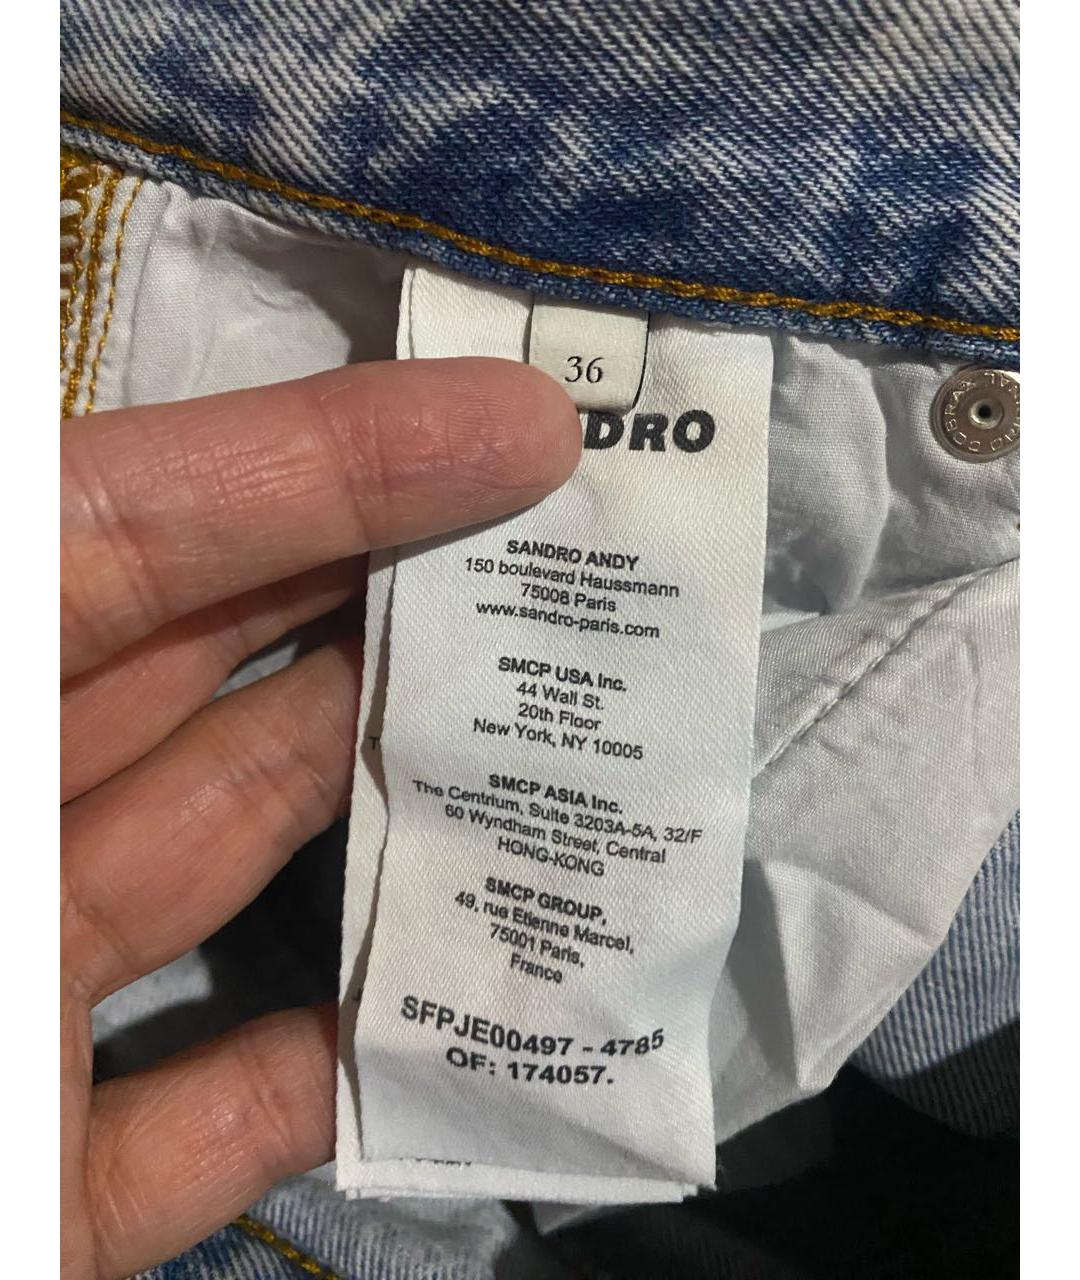 36
DRO
SANDRO ANDY
150 boulevard Haussmann
75008 Paris
www.sandro-paris.com
SMCP USA Inc.
44 Wall St.
20th Floor
New York, NY 10005
SMCP ASIA Inc.
The Centrium, Suite 3203A-5A, 32/F
60 Wyndham Street, Central
HONG-KONG
SMCP GROUP,
49, rue Etienne Marcel,
75001 Paris,
France
SFPJE00497 - 4785
OF: 174057.
COBRAX